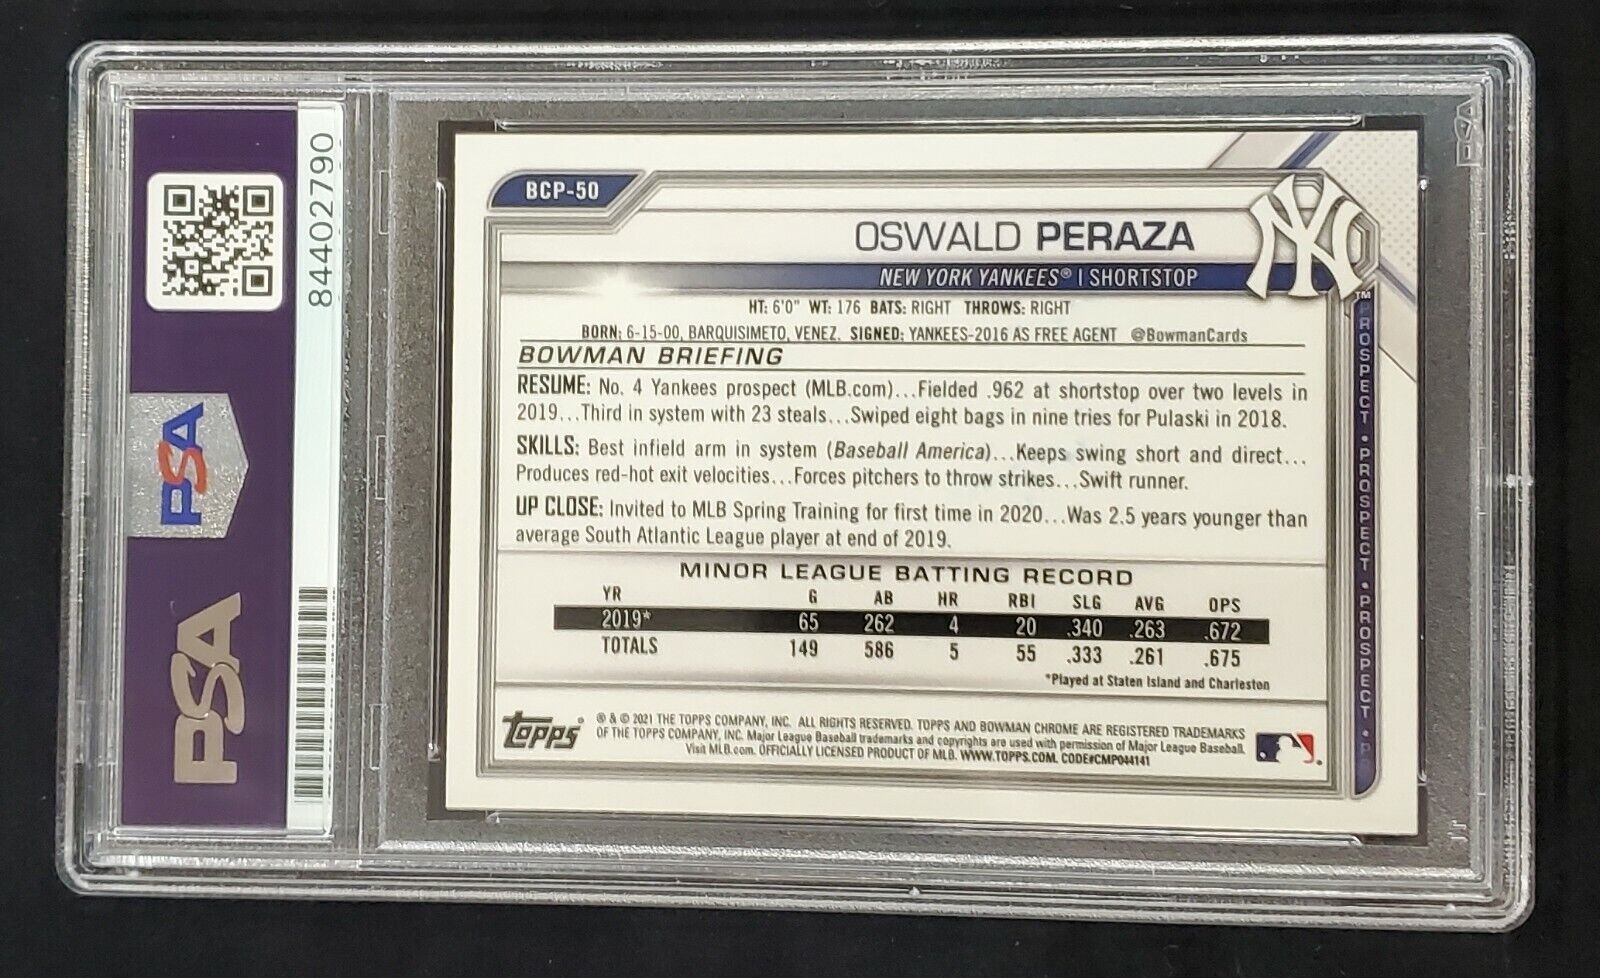 84402790
PSA
PSA
PSA
BCP-50
OSWALD PERAZA
NEW YORK YANKEES® | SHORTSTOP
NY
TM
HT: 6'0" WT: 176 BATS: RIGHT THROWS: RIGHT
BORN: 6-15-00, BARQUISIMETO, VENEZ. SIGNED: YANKEES-2016 AS FREE AGENT @BowmanCards
BOWMAN BRIEFING
RESUME: No. 4 Yankees prospect (MLB.com)...Fielded .962 at shortstop over two levels in
2019...Third in system with 23 steals...Swiped eight bags in nine tries for Pulaski in 2018.
SKILLS: Best infield arm in system (Baseball America)...Keeps swing short and direct...
Produces red-hot exit velocities...Forces pitchers to throw strikes...Swift runner.
UP CLOSE: Invited to MLB Spring Training for first time in 2020...Was 2.5 years younger than
average South Atlantic League player at end of 2019.
MINOR LEAGUE BATTING RECORD
YR G AB HR RBI SLG AVG OPS
2019* 65 262 4 20 .340 .263 .672
TOTALS 149 586 5 55 .333 .261 .675
*Played at Staten Island and Charleston
PROSPECT • PROSPECT • PROSPECT • PR
Topps®
® & © 2021 THE TOPPS COMPANY, INC. ALL RIGHTS RESERVED. TOPPS AND BOWMAN CHROME ARE REGISTERED TRADEMARKS
OF THE TOPPS COMPANY, INC. Major League Baseball trademarks and copyrights are used with permission of Major League Baseball.
Visit MLB.com. OFFICIALLY LICENSED PRODUCT OF MLB. WWW.TOPPS.COM. CODE#CMP044141